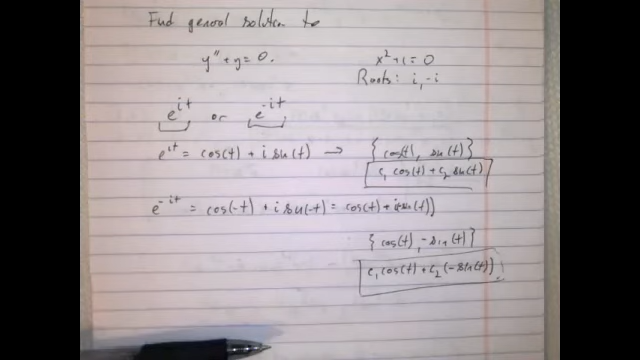 Find general solution to
y'' + y = 0.
x² + 1 = 0
Roots: i, -i
e^{it} or e^{-it}
e^{it} = cos(t) + i sin(t) → {cos(t), sin(t)}
c₁ cos(t) + c₂ sin(t)
e^{-it} = cos(-t) + i sin(-t) = cos(t) + i(-sin(t))
{cos(t), -sin(t)}
c₁ cos(t) + c₂ (-sin(t))